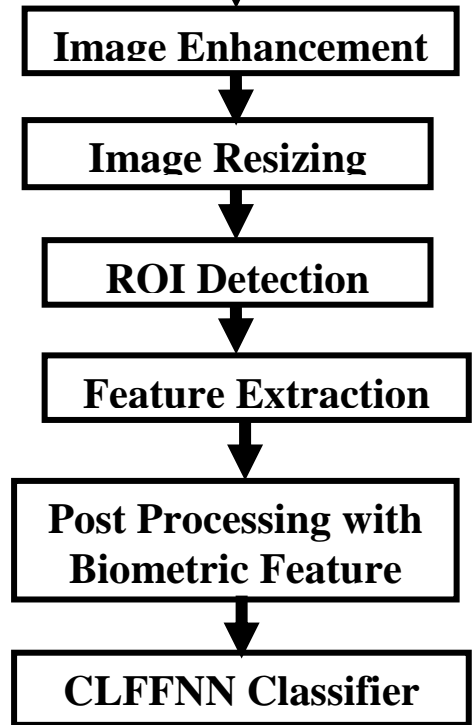 Image Enhancement
Image Resizing
ROI Detection
Feature Extraction
Post Processing with
Biometric Feature
CLFFNN Classifier